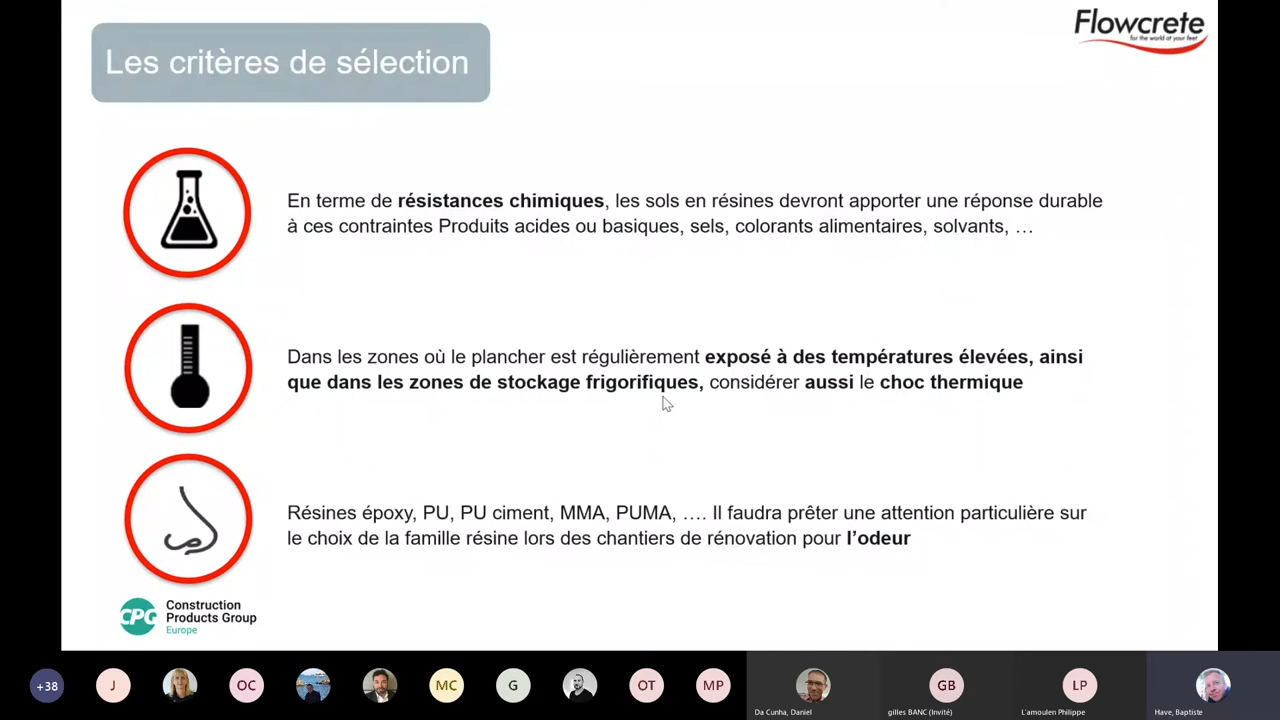 Les critères de sélection
Flowcrete
for the world at your feet
En terme de résistances chimiques, les sols en résines devront apporter une réponse durable
à ces contraintes Produits acides ou basiques, sels, colorants alimentaires, solvants, …
Dans les zones où le plancher est régulièrement exposé à des températures élevées, ainsi
que dans les zones de stockage frigorifiques, considérer aussi le choc thermique
Résines époxy, PU, PU ciment, MMA, PUMA, …. Il faudra prêter une attention particulière sur
le choix de la famille résine lors des chantiers de rénovation pour l’odeur
CPG
Construction
Products Group
Europe
+38
J
OC
MC
G
OT
MP
GB
LP
Da Cunha, Daniel
gilles BANC (Invité)
L'amoulen Philippe
Have, Baptiste